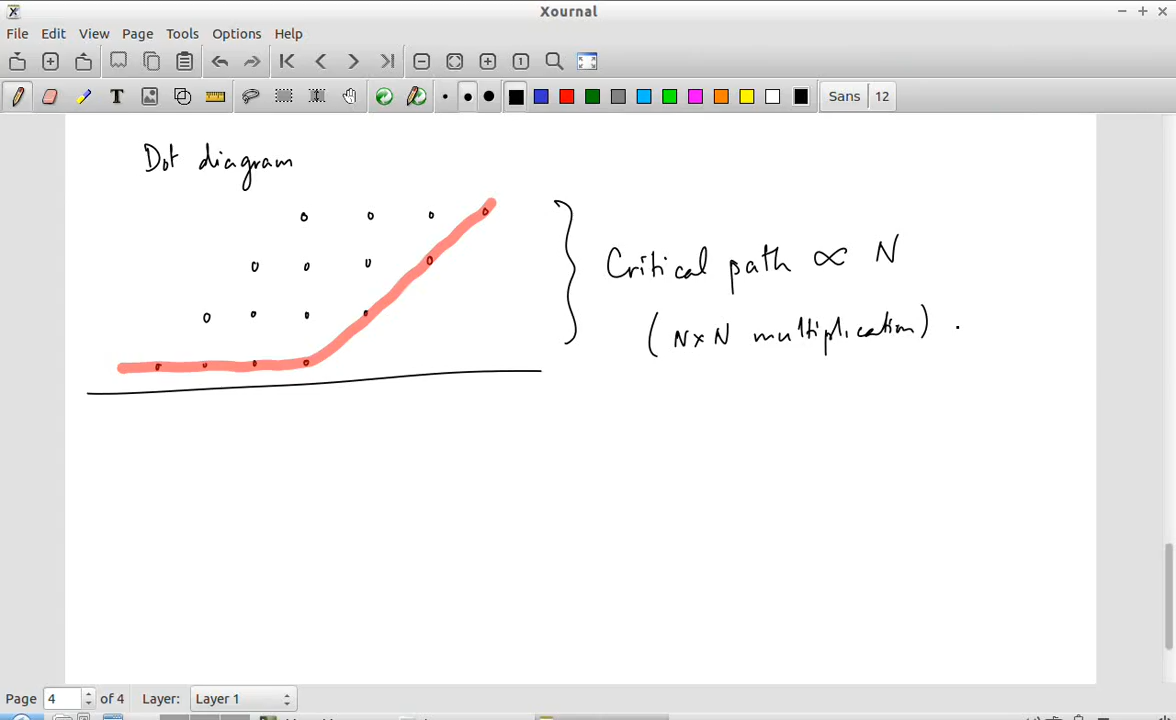 Xournal
File Edit View Page Tools Options Help
Sans 12
Dot diagram
Critical path ∝ N
(N×N multiplication).
Page 4 of 4 Layer: Layer 1